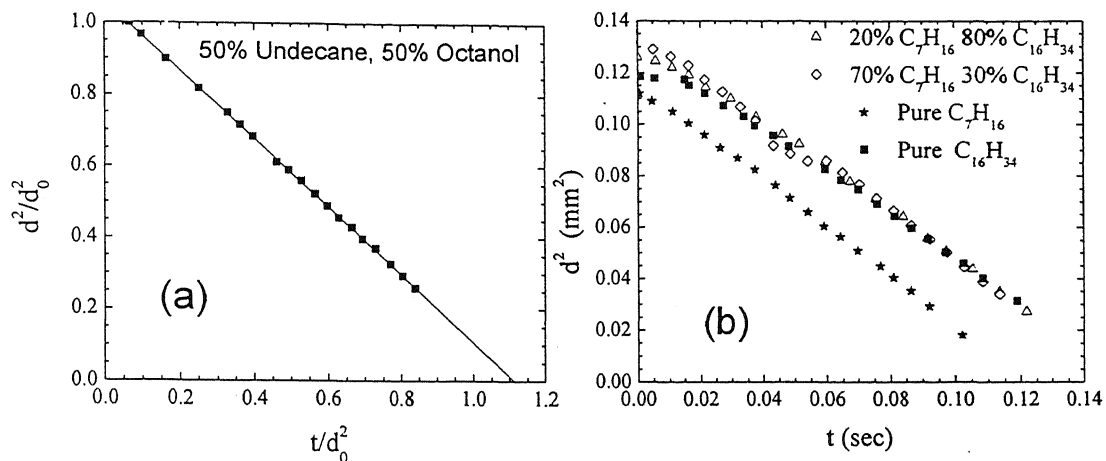 50% Undecane, 50% Octanol
d²/d₀²
1.0
0.8
0.6
0.4
0.2
0.0
(a)
0.0 0.2 0.4 0.6 0.8 1.0 1.2
t/d₀²
20% C₇H₁₆ 80% C₁₆H₃₄
70% C₇H₁₆ 30% C₁₆H₃₄
Pure C₇H₁₆
Pure C₁₆H₃₄
d² (mm²)
0.14
0.12
0.10
0.08
0.06
0.04
0.02
0.00
(b)
0.00 0.02 0.04 0.06 0.08 0.10 0.12 0.14
t (sec)